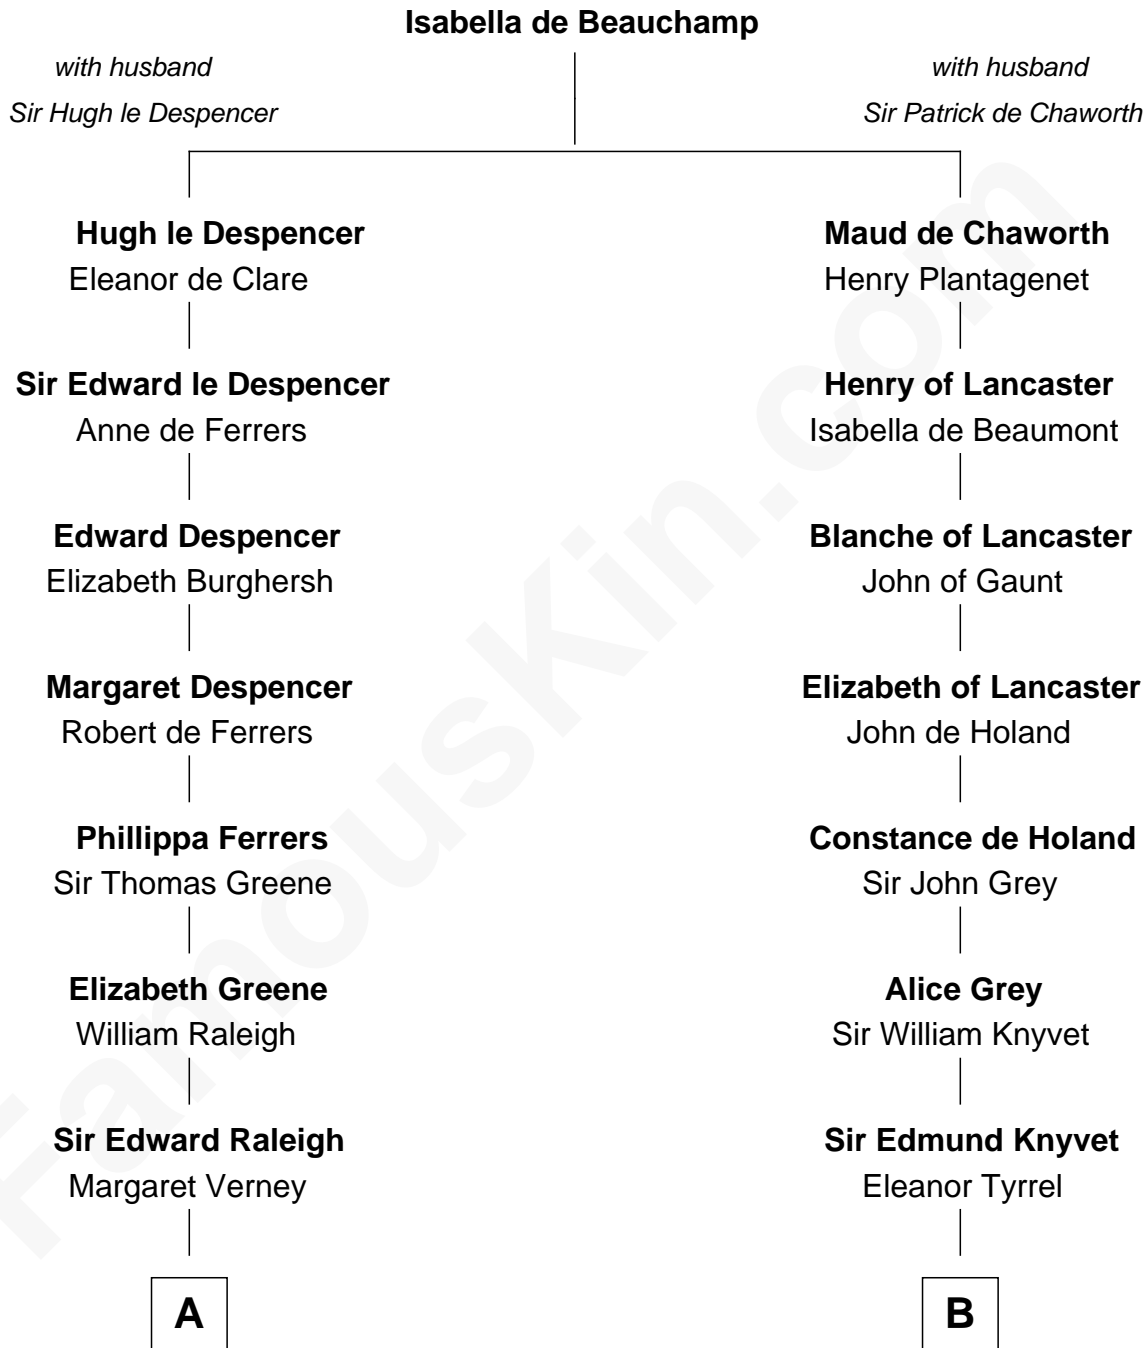 Isabella de Beauchamp
with husband
Sir Hugh le Despencer
with husband
Sir Patrick de Chaworth
Hugh le Despencer
Eleanor de Clare
Maud de Chaworth
Henry Plantagenet
Sir Edward le Despencer
Anne de Ferrers
Henry of Lancaster
Isabella de Beaumont
Edward Despencer
Elizabeth Burghersh
Blanche of Lancaster
John of Gaunt
Margaret Despencer
Robert de Ferrers
Elizabeth of Lancaster
John de Holand
Phillippa Ferrers
Sir Thomas Greene
Constance de Holand
Sir John Grey
Elizabeth Greene
William Raleigh
Alice Grey
Sir William Knyvet
Sir Edward Raleigh
Margaret Verney
Sir Edmund Knyvet
Eleanor Tyrrel
A
B
FamousKin.com